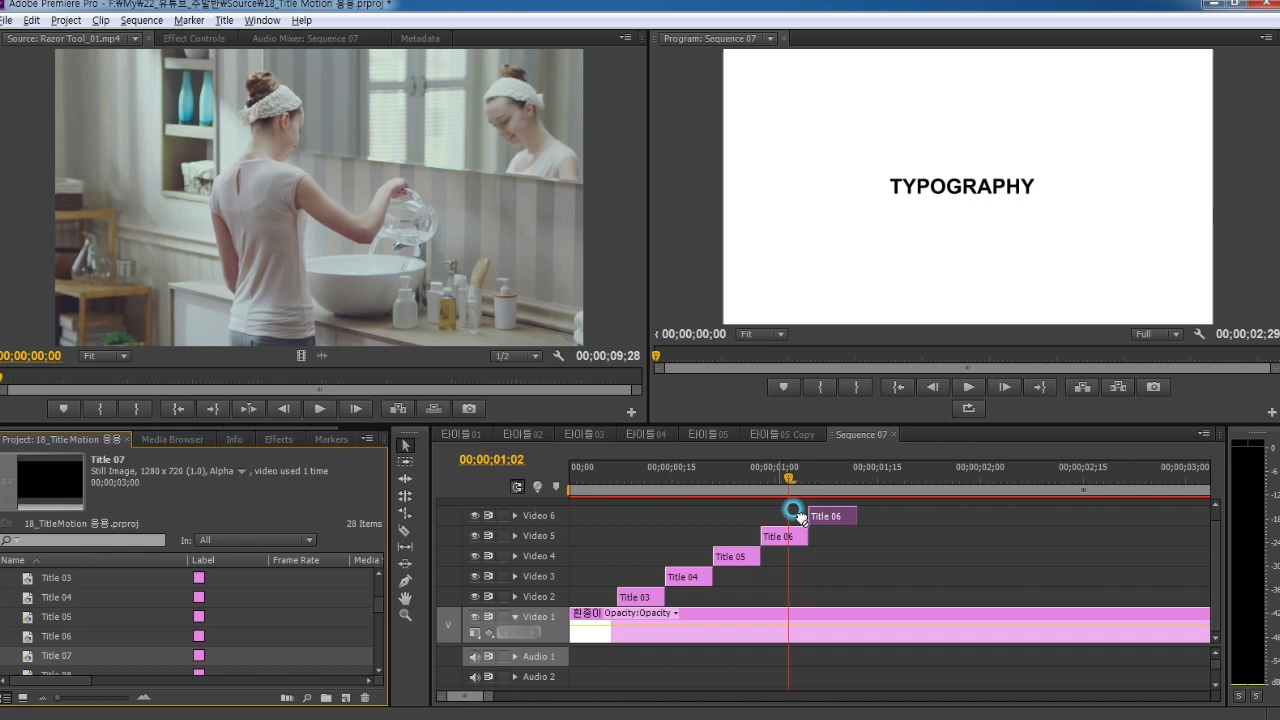 Adobe Premiere Pro - F:₩My₩22_유튜브_주말반₩Source₩18_Title Motion 응용.prproj *
File Edit Project Clip Sequence Marker Title Window Help
Source: Razor Tool_01.mp4 Effect Controls Audio Mixer: Sequence 07 Metadata
Program: Sequence 07
TYPOGRAPHY
00;00;00;00 Fit Full 00;00;02;29
00;00;00;00 Fit 1/2 00;00;09;28
Project: 18_Title Motion 응용 Media Browser Info Effects Markers
Title 07
Still Image, 1280 x 720 (1.0), Alpha , video used 1 time
00;00;03;00
18_Title Motion 응용.prproj 28 Items
In: All
Name Label Frame Rate Media
Title 03
Title 04
Title 05
Title 06
Title 07
타이틀01 타이틀02 타이틀03 타이틀04 타이틀05 타이틀05 Copy Sequence 07
00;00;01;02
00;00 00;00;00;15 00;00;01;00 00;00;01;15 00;00;02;00 00;00;02;15 00;00;03;00
Video 6 Title 06
Video 5 Title 06
Video 4 Title 05
Video 3 Title 04
Video 2 Title 03
Video 1 흰종이 Opacity:Opacity
V
Audio 1
Audio 2
0
-6
S S